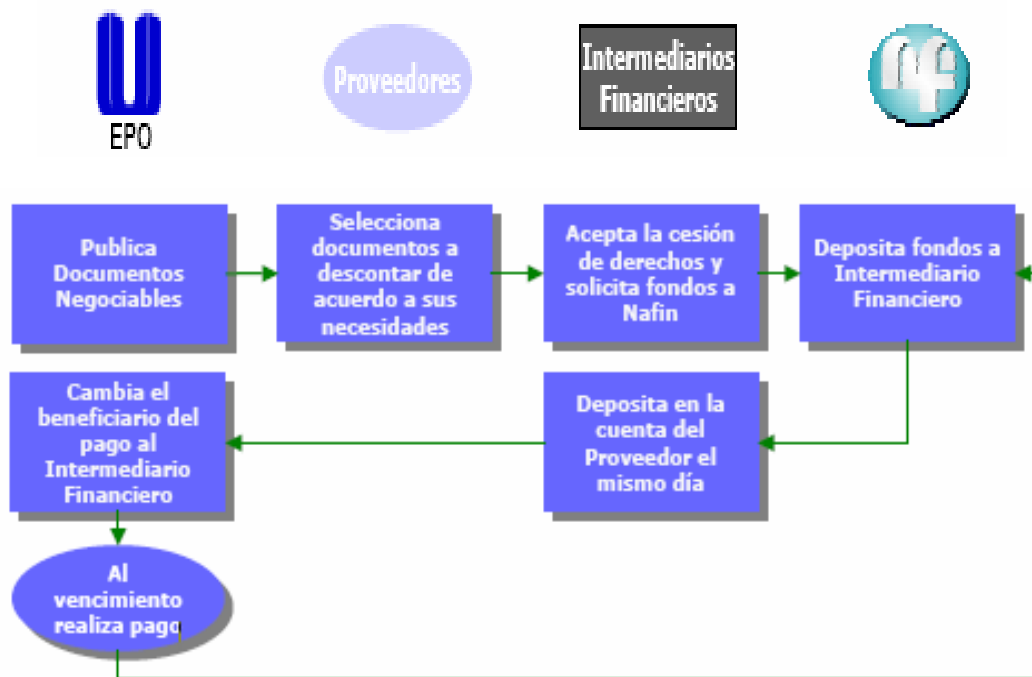 EPO
Proveedores
Intermediarios
Financieros
nf
Publica
Documentos
Negociables
Selecciona
documentos a
descontar de
acuerdo a sus
necesidades
Acepta la cesión
de derechos y
solicita fondos a
Nafin
Deposita fondos a
Intermediario
Financiero
Cambia el
beneficiario del
pago al
Intermediario
Financiero
Deposita en la
cuenta del
Proveedor el
mismo día
Al
vencimiento
realiza pago